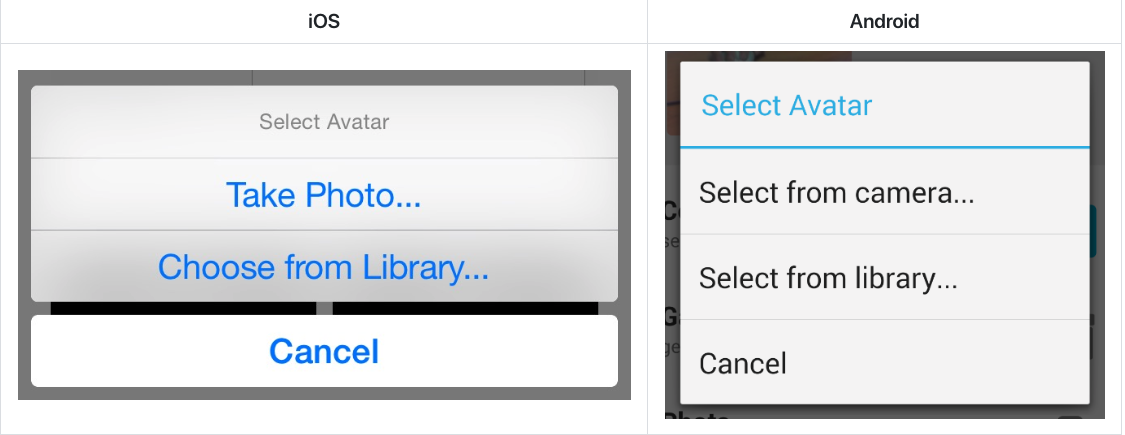 iOS
Android
Select Avatar
Take Photo...
Choose from Library...
Cancel
Select Avatar
Select from camera...
Select from library...
Cancel